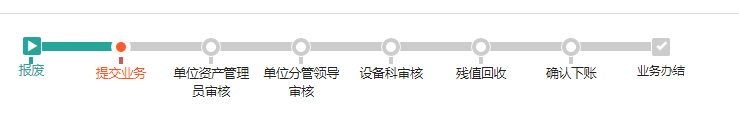 报废
提交业务
单位资产管理
员审核
单位分管领导
审核
设备科审核
残值回收
确认下账
业务办结